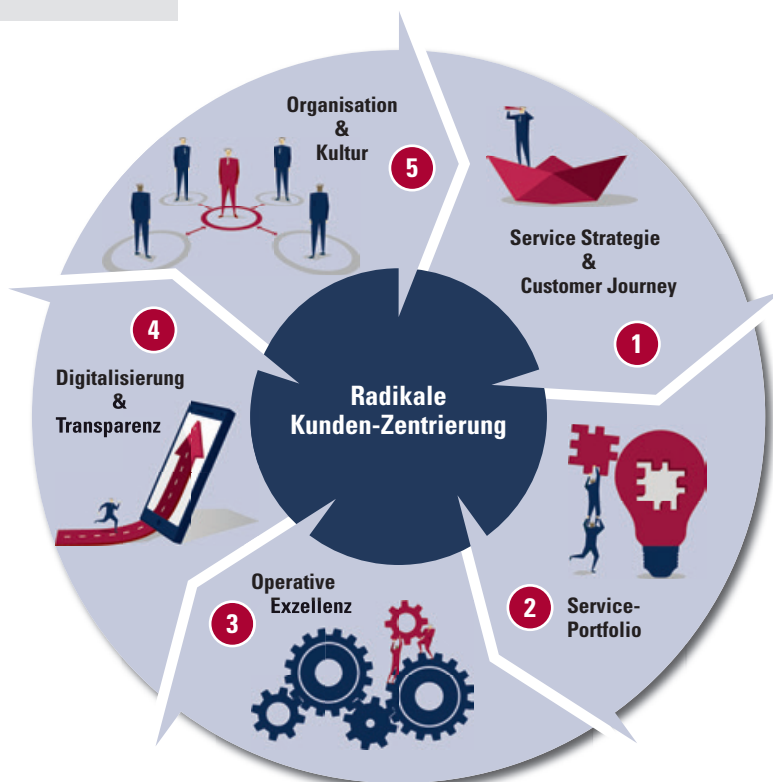 Organisation
&
Kultur
5
Service Strategie
&
Customer Journey
1
4
Digitalisierung
&
Transparenz
Radikale
Kunden-Zentrierung
Operative
Exzellenz
3
2
Service-
Portfolio